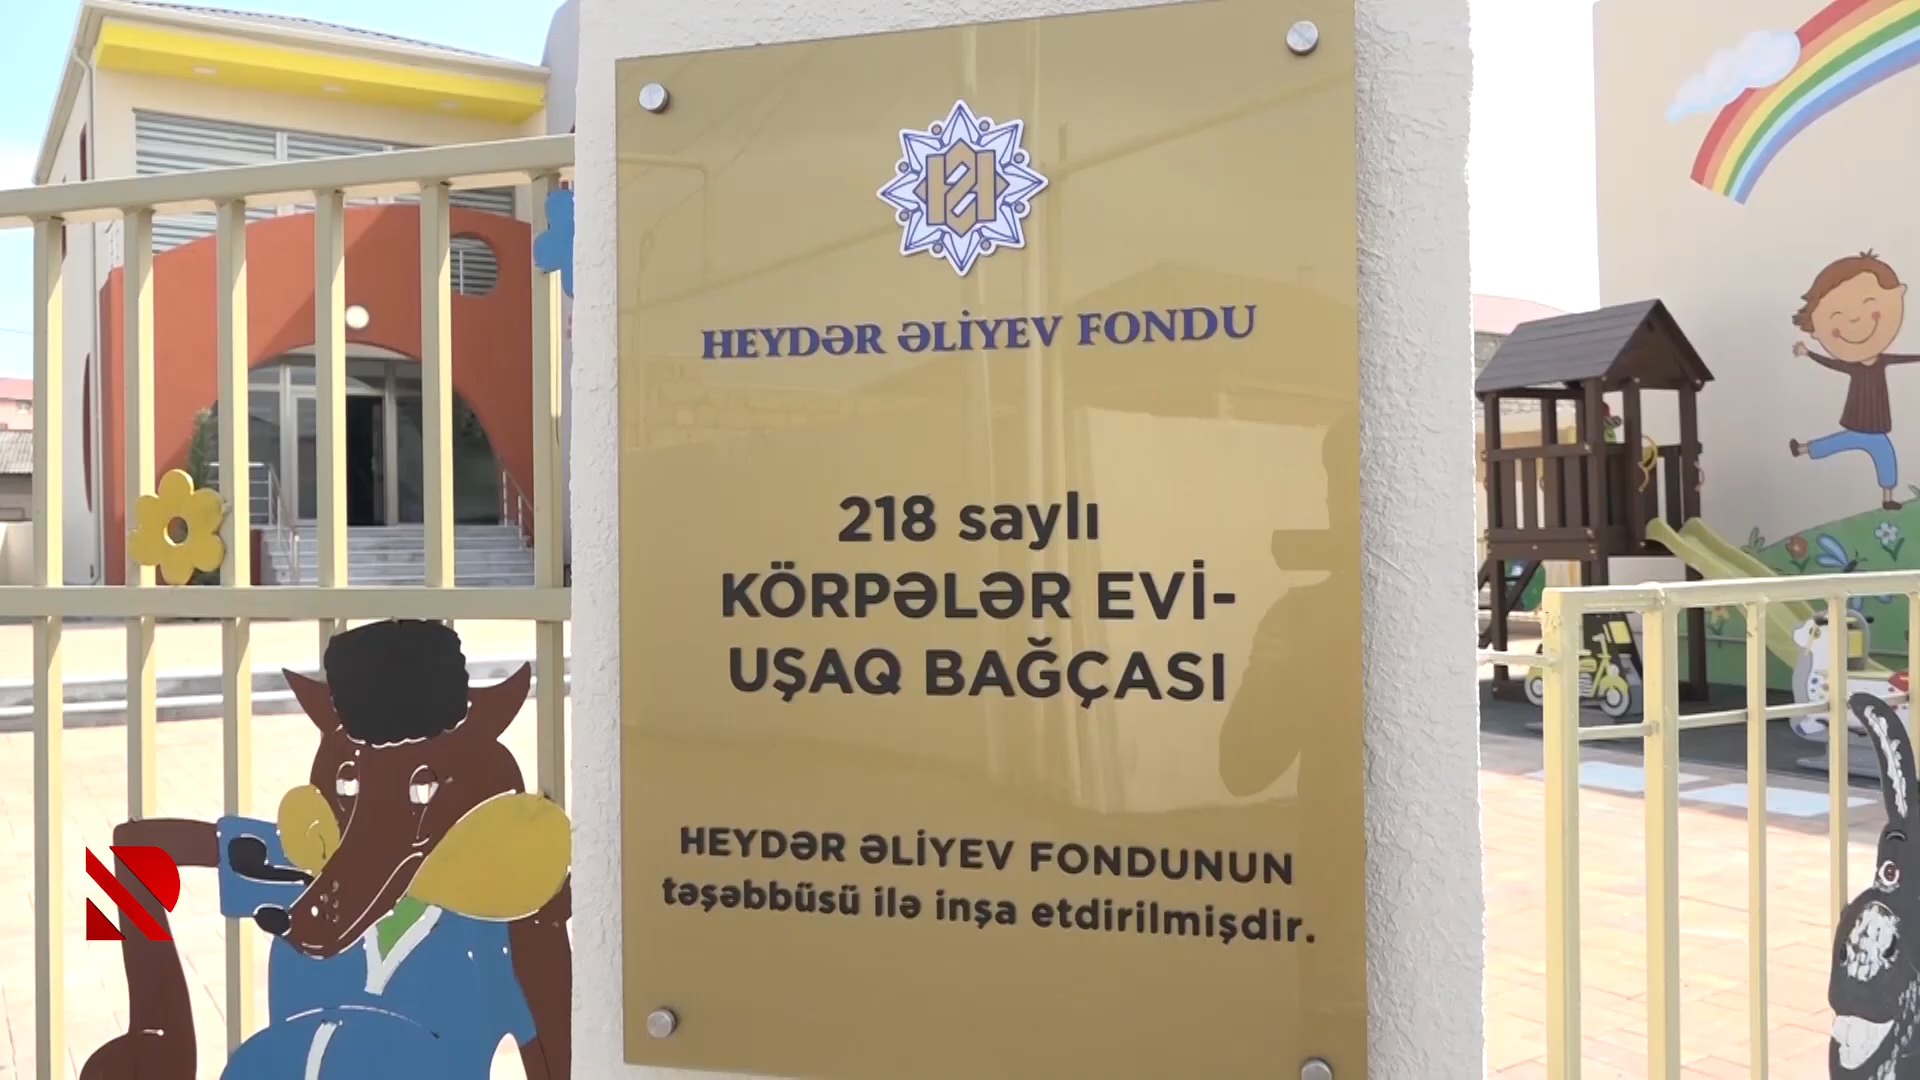 HEYDƏR ƏLİYEV FONDU
218 saylı
KÖRPƏLƏR EVİ-
UŞAQ BAĞÇASI
HEYDƏR ƏLİYEV FONDUNUN
təşəbbüsü ilə inşa etdirilmişdir.